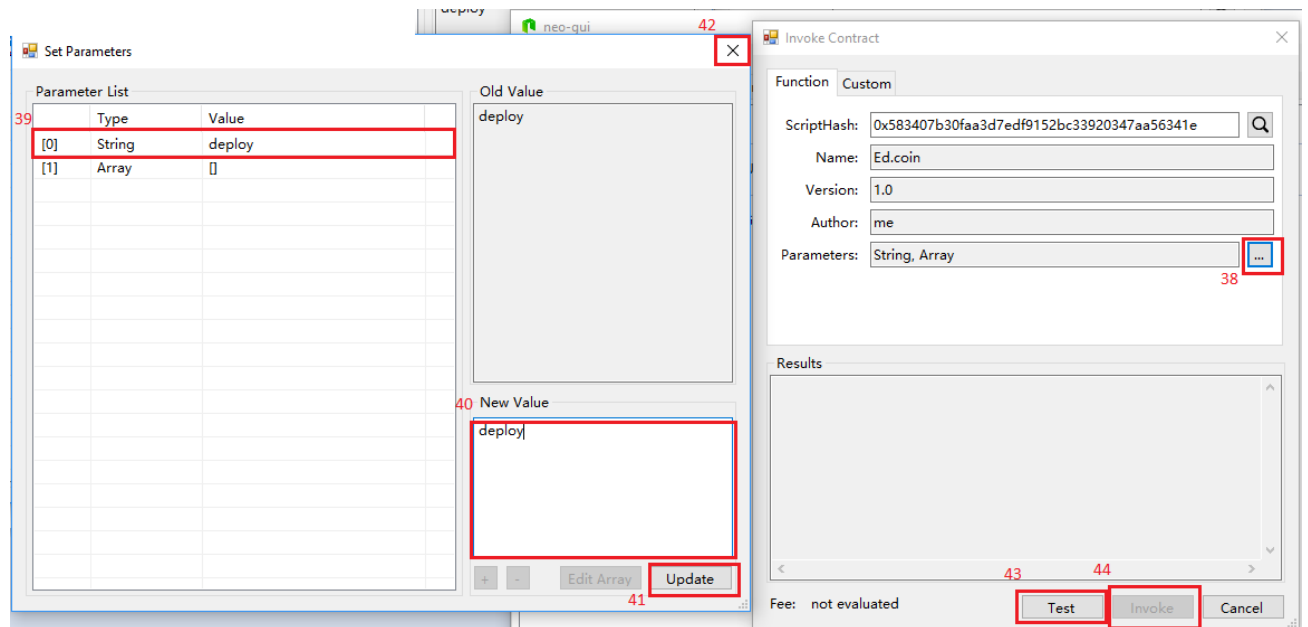 deploy
neo-gui
42
Set Parameters
Parameter List
39
Type Value
[0] String deploy
[1] Array []
Old Value
deploy
40 New Value
deploy
+ - Edit Array Update
41
Invoke Contract
Function Custom
ScriptHash: 0x583407b30faa3d7edf9152bc33920347aa56341e
Name: Ed.coin
Version: 1.0
Author: me
Parameters: String, Array ...
38
Results
43 44
Fee: not evaluated Test Invoke Cancel